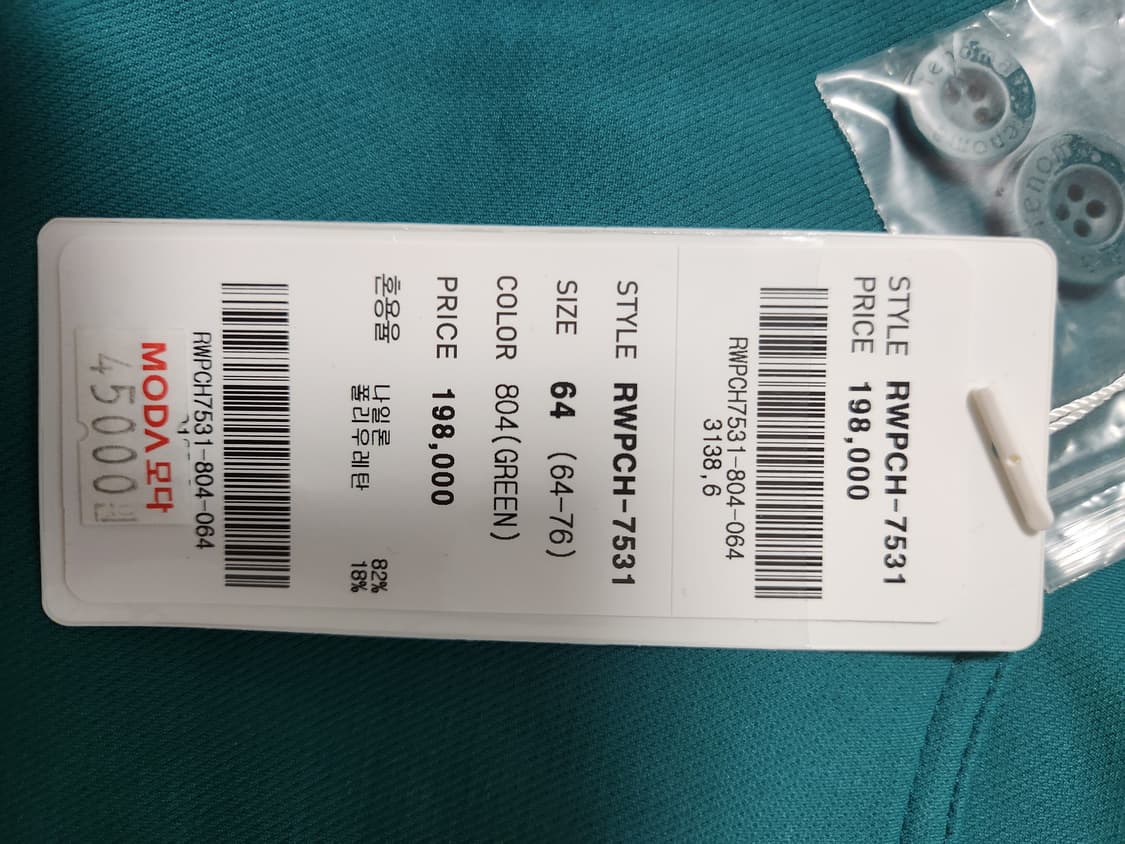 STYLE RWPCH-7531
PRICE 198,000
RWPCH7531-804-064
3138,6
STYLE RWPCH-7531
SIZE 64 (64-76)
COLOR 804(GREEN)
PRICE 198,000
혼용율 나일론 82%
폴리우레탄 18%
RWPCH7531-804-064
MODA 모다
45000원
renoma
renoma